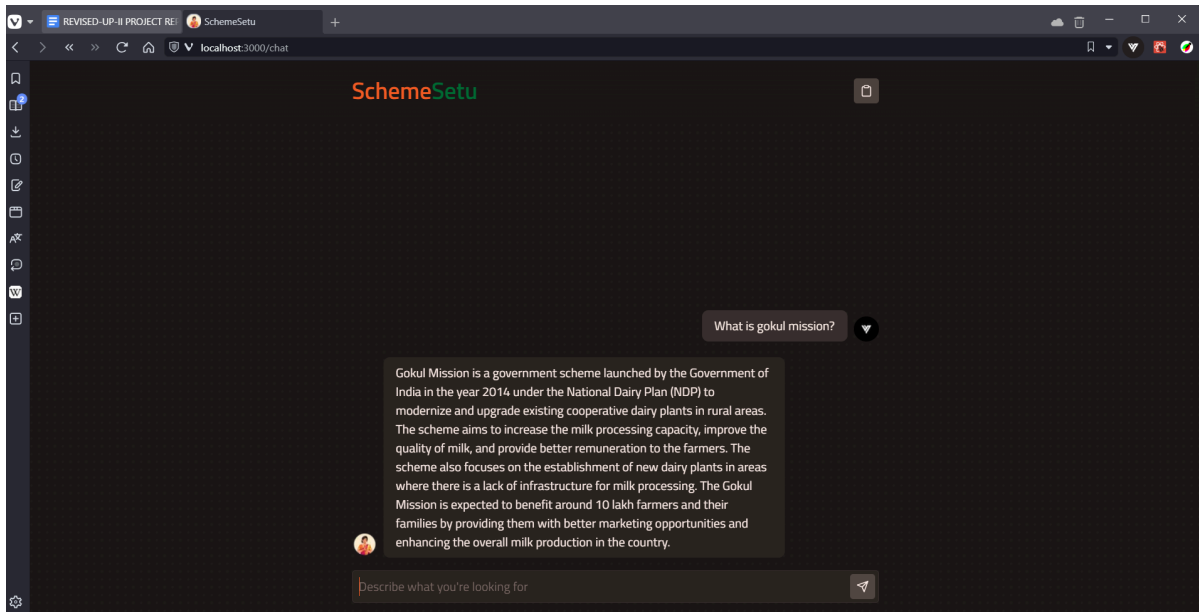 REVISED-UP-II PROJECT RE
SchemeSetu
localhost:3000/chat
2
W
SchemeSetu
What is gokul mission?
Gokul Mission is a government scheme launched by the Government of
India in the year 2014 under the National Dairy Plan (NDP) to
modernize and upgrade existing cooperative dairy plants in rural areas.
The scheme aims to increase the milk processing capacity, improve the
quality of milk, and provide better remuneration to the farmers. The
scheme also focuses on the establishment of new dairy plants in areas
where there is a lack of infrastructure for milk processing. The Gokul
Mission is expected to benefit around 10 lakh farmers and their
families by providing them with better marketing opportunities and
enhancing the overall milk production in the country.
Describe what you're looking for